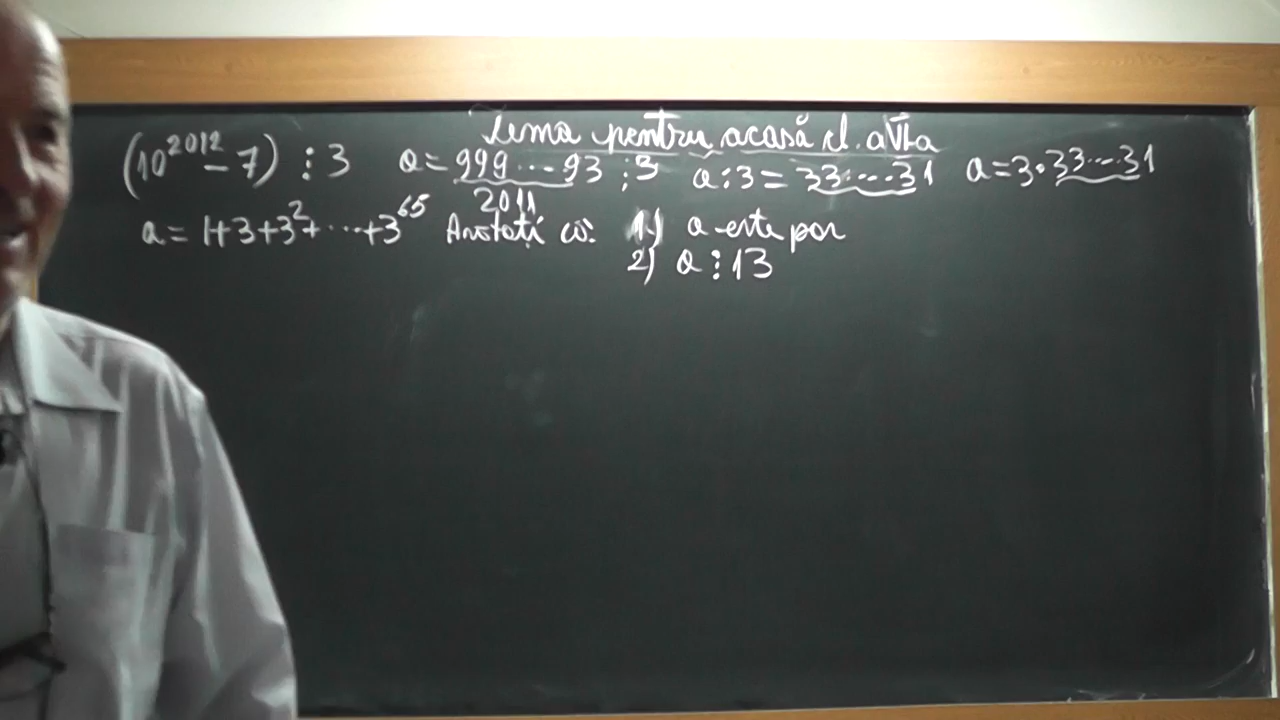 Tema pentru acasă cl. a VI-a
(10^2012 - 7) ⋮ 3 a = 999...93 ⋮ 3 a : 3 = 33...31 a = 3·33...31
2011
a = 1+3+3^2+...+3^65 Arătați că: 1) a este par
2) a ⋮ 13